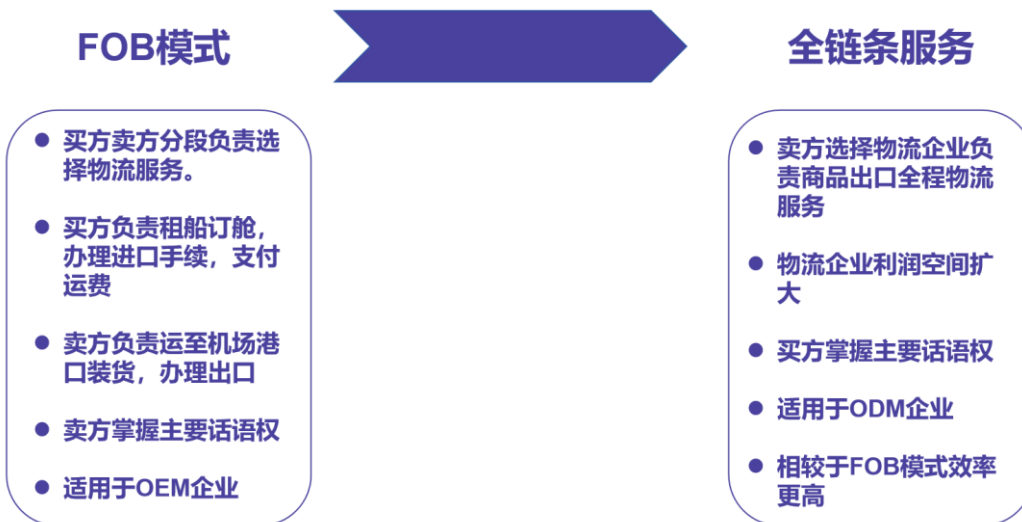 FOB模式
全链条服务
买方卖方分段负责选
择物流服务。
买方负责租船订舱，
办理进口手续，支付
运费
卖方负责运至机场港
口装货，办理出口
卖方掌握主要话语权
适用于OEM企业
卖方选择物流企业负
责商品出口全程物流
服务
物流企业利润空间扩
大
买方掌握主要话语权
适用于ODM企业
相较于FOB模式效率
更高